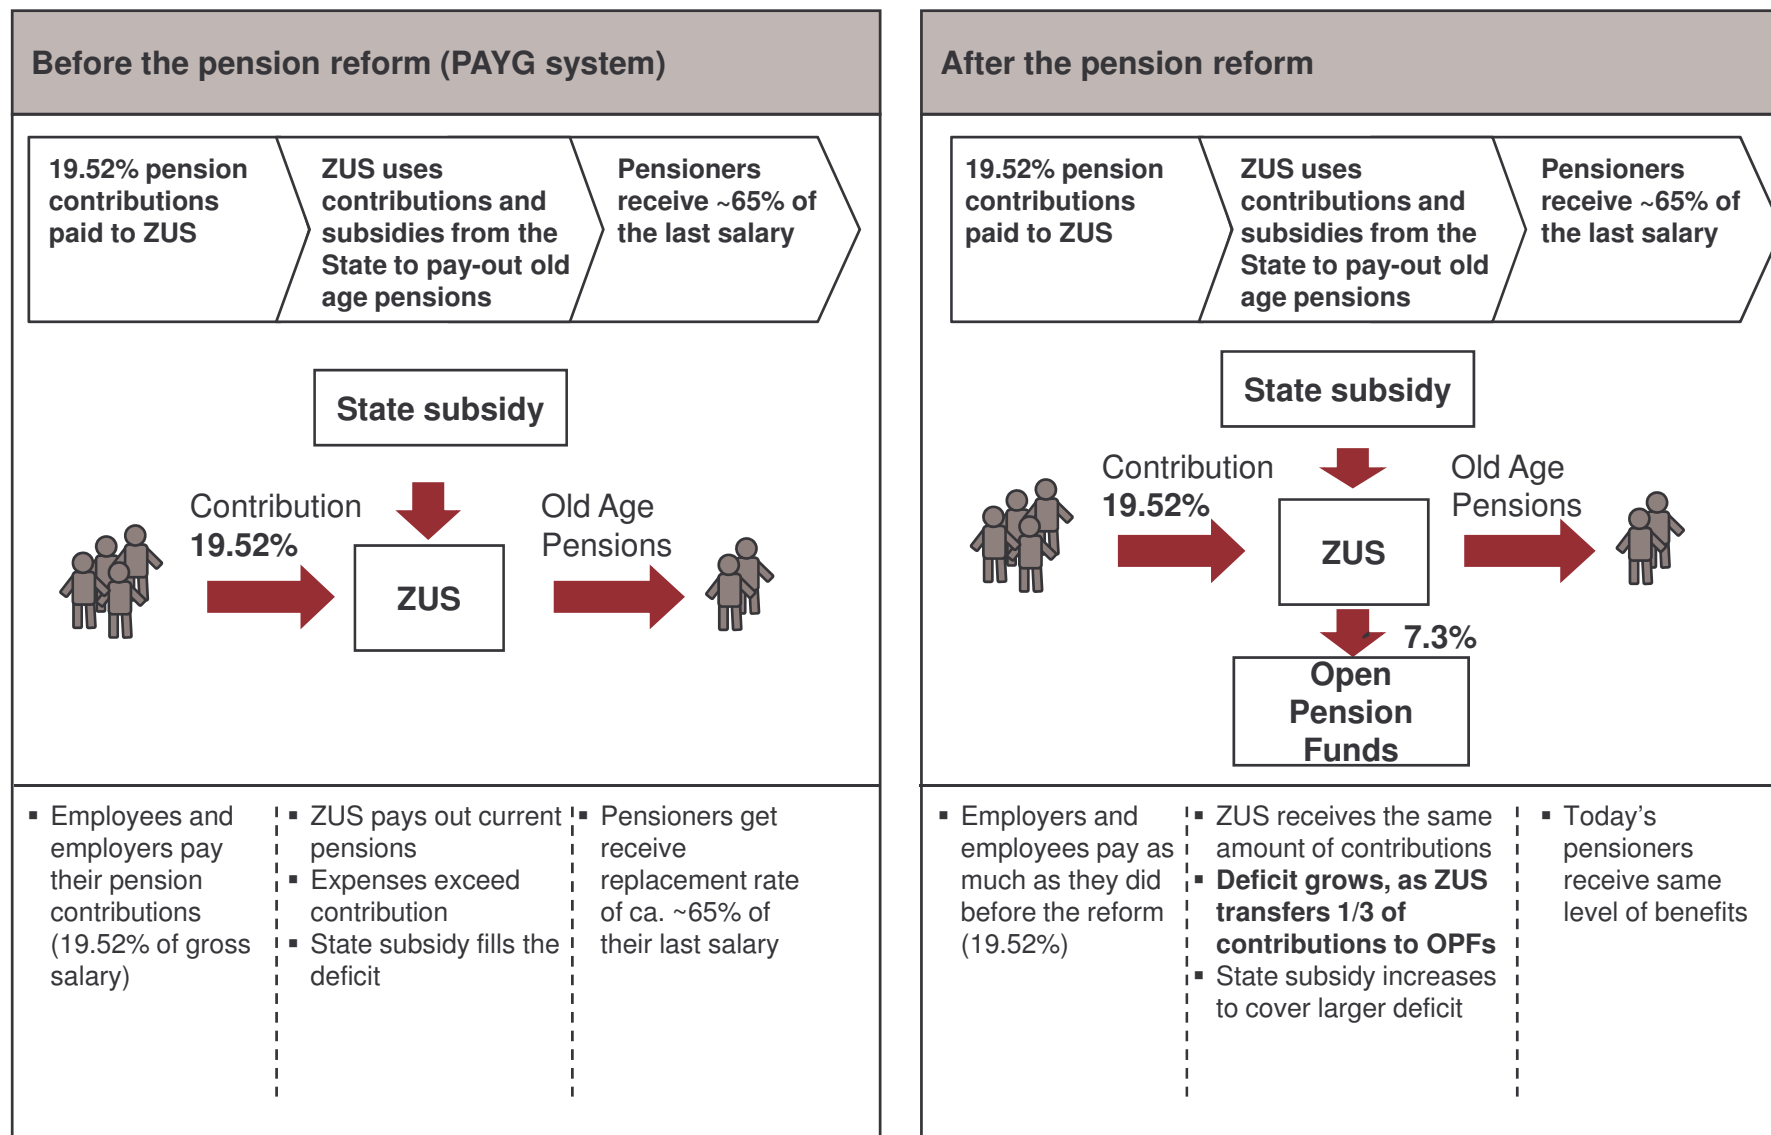 Before the pension reform (PAYG system)
19.52% pension
contributions
paid to ZUS
ZUS uses
contributions and
subsidies from the
State to pay-out old
age pensions
Pensioners
receive ~65% of
the last salary
State subsidy
Contribution
19.52%
ZUS
Old Age
Pensions
▪ Employees and
employers pay
their pension
contributions
(19.52% of gross
salary)
▪ ZUS pays out current
pensions
▪ Expenses exceed
contribution
▪ State subsidy fills the
deficit
▪ Pensioners get
receive
replacement rate
of ca. ~65% of
their last salary
After the pension reform
19.52% pension
contributions
paid to ZUS
ZUS uses
contributions and
subsidies from the
State to pay-out old
age pensions
Pensioners
receive ~65% of
the last salary
State subsidy
Contribution
19.52%
ZUS
Old Age
Pensions
7.3%
Open
Pension
Funds
▪ Employers and
employees pay as
much as they did
before the reform
(19.52%)
▪ ZUS receives the same
amount of contributions
▪ Deficit grows, as ZUS
transfers 1/3 of
contributions to OPFs
▪ State subsidy increases
to cover larger deficit
▪ Today's
pensioners
receive same
level of benefits